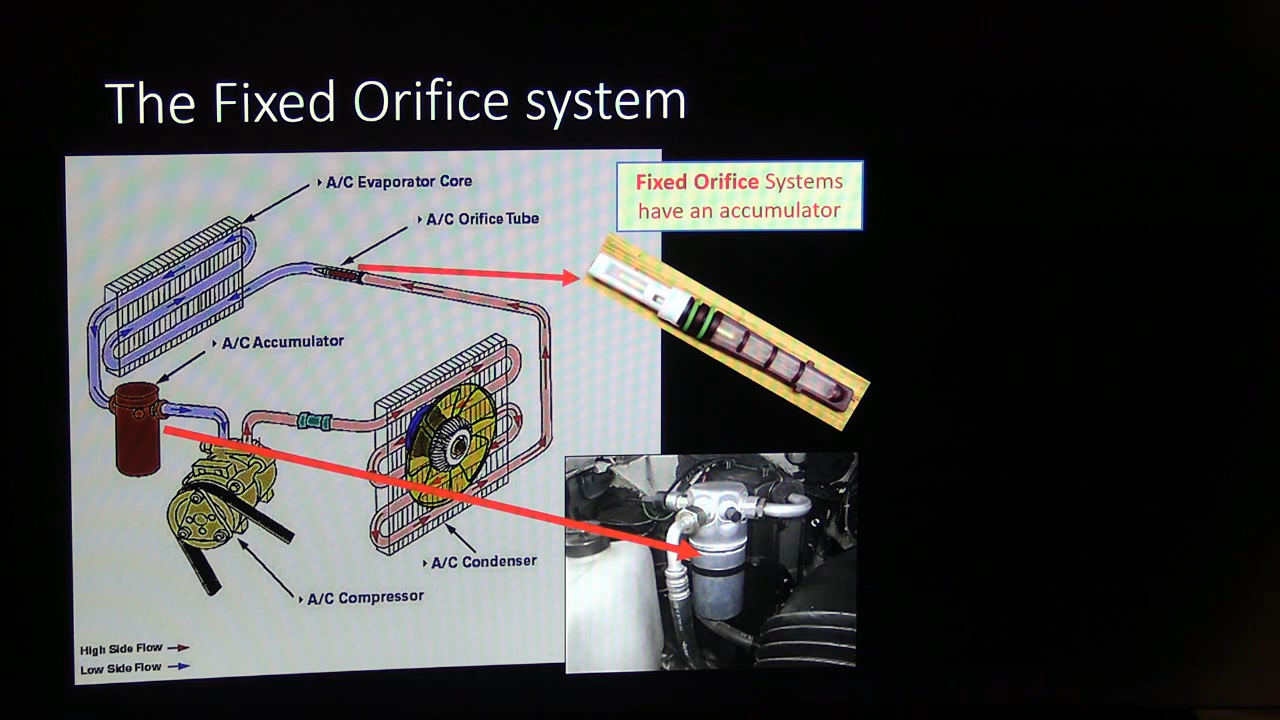 The Fixed Orifice system
Fixed Orifice Systems
have an accumulator
A/C Evaporator Core
A/C Orifice Tube
A/C Accumulator
A/C Condenser
A/C Compressor
High Side Flow
Low Side Flow